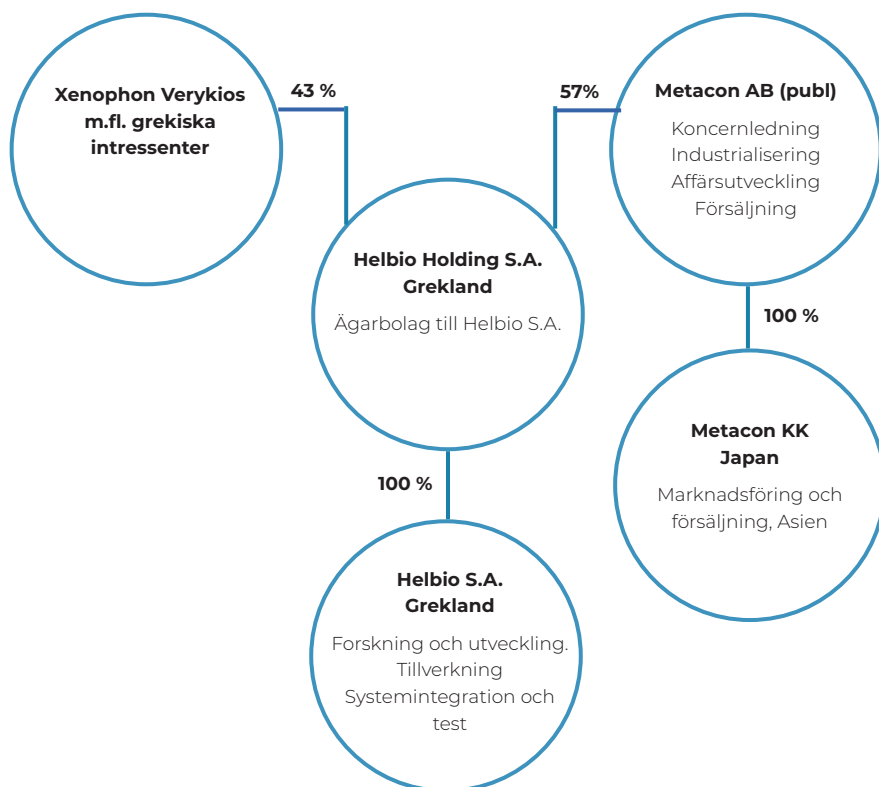 Xenophon Verykios
m.fl. grekiska
intressenter
43 %
57%
Metacon AB (publ)
Koncernledning
Industrialisering
Affärsutveckling
Försäljning
Helbio Holding S.A.
Grekland
Ägarbolag till Helbio S.A.
100 %
Metacon KK
Japan
Marknadsföring och
försäljning, Asien
100 %
Helbio S.A.
Grekland
Forskning och utveckling.
Tillverkning
Systemintegration och
test